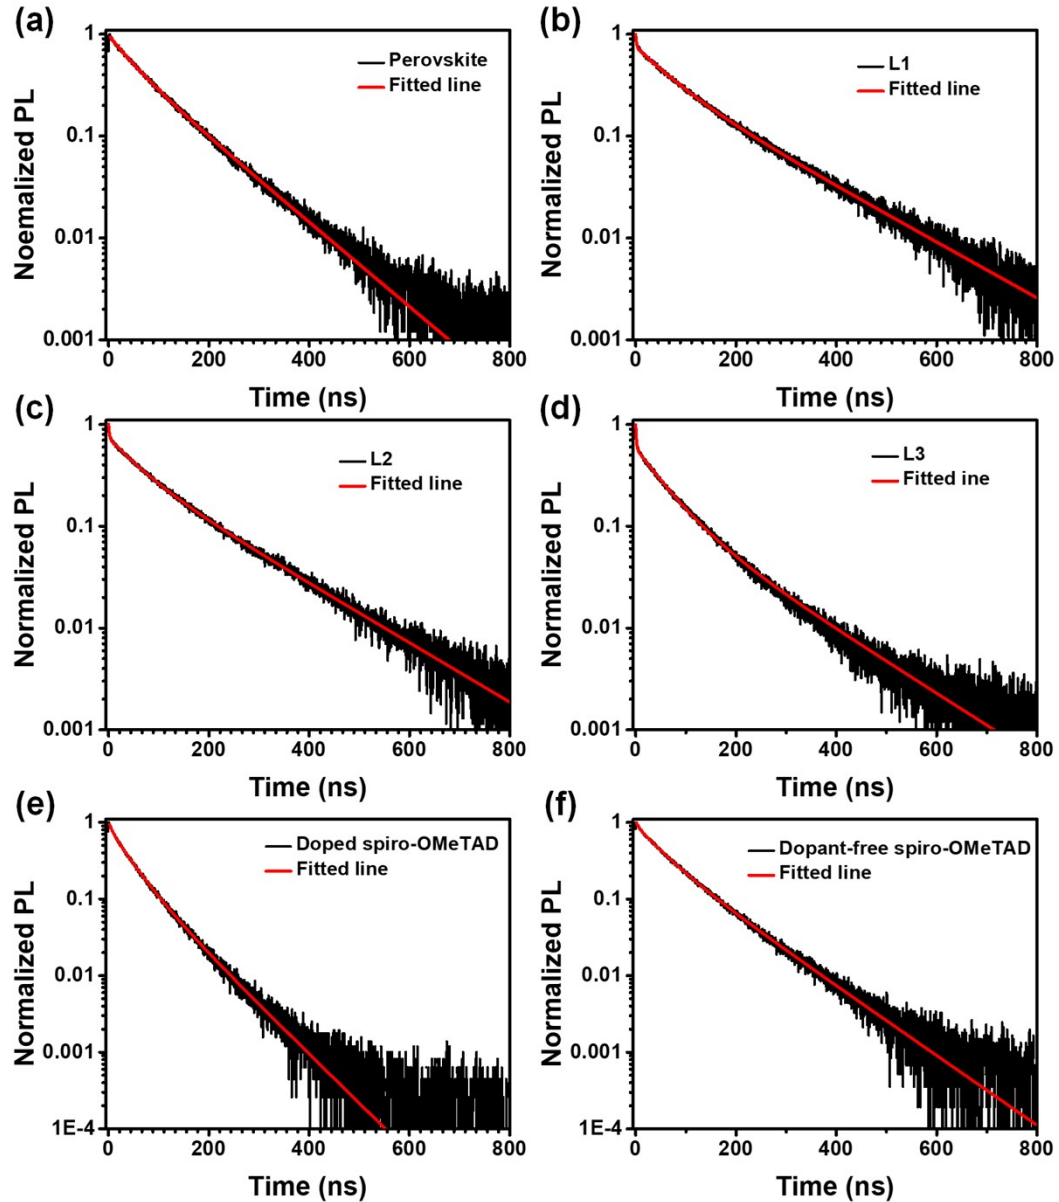 (a)
Perovskite
Fitted line
Noemalized PL
1
0.1
0.01
0.001
0 200 400 600 800
Time (ns)
(b)
L1
Fitted line
Normalized PL
1
0.1
0.01
0.001
0 200 400 600 800
Time (ns)
(c)
L2
Fitted line
Normalized PL
1
0.1
0.01
0.001
0 200 400 600 800
Time (ns)
(d)
L3
Fitted ine
Normalized PL
1
0.1
0.01
0.001
0 200 400 600 800
Time (ns)
(e)
Doped spiro-OMeTAD
Fitted line
Normalized PL
1
0.1
0.01
0.001
1E-4
0 200 400 600 800
Time (ns)
(f)
Dopant-free spiro-OMeTAD
Fitted line
Normalized PL
1
0.1
0.01
0.001
1E-4
0 200 400 600 800
Time (ns)